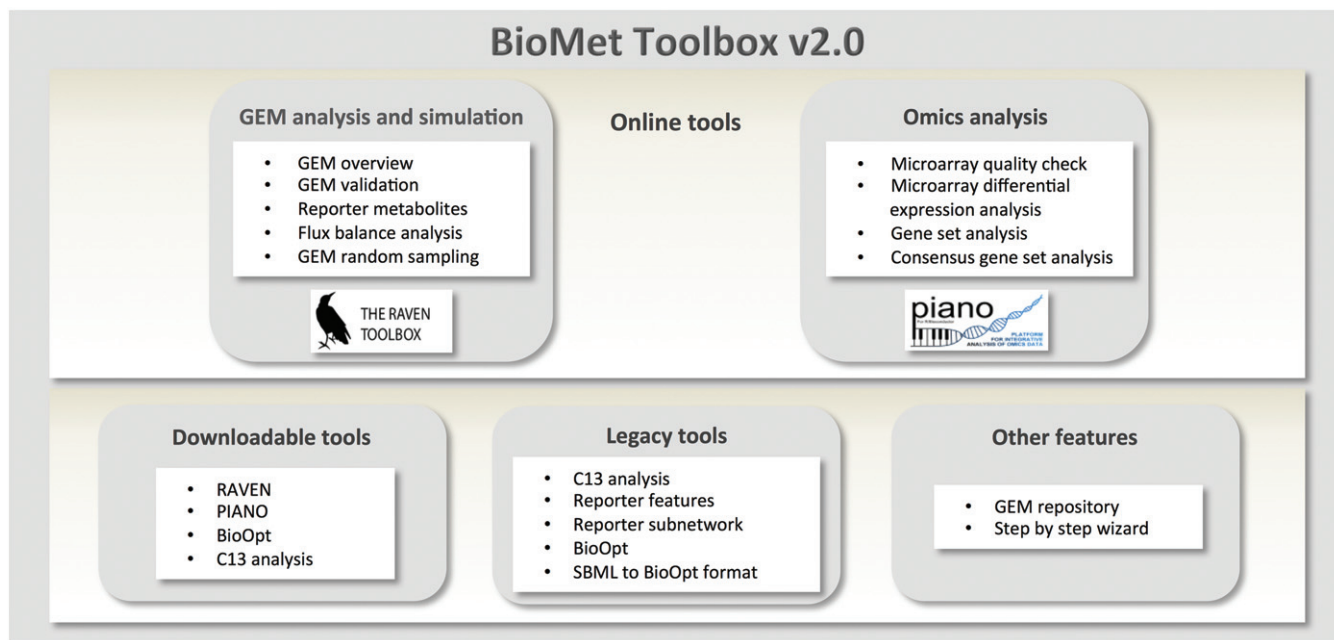 BioMet Toolbox v2.0
GEM analysis and simulation
• GEM overview
• GEM validation
• Reporter metabolites
• Flux balance analysis
• GEM random sampling
THE RAVEN
TOOLBOX
Online tools
Omics analysis
• Microarray quality check
• Microarray differential
expression analysis
• Gene set analysis
• Consensus gene set analysis
piano
PLATFORM
FOR INTEGRATIVE
ANALYSIS OF OMICS DATA
Downloadable tools
• RAVEN
• PIANO
• BioOpt
• C13 analysis
Legacy tools
• C13 analysis
• Reporter features
• Reporter subnetwork
• BioOpt
• SBML to BioOpt format
Other features
• GEM repository
• Step by step wizard